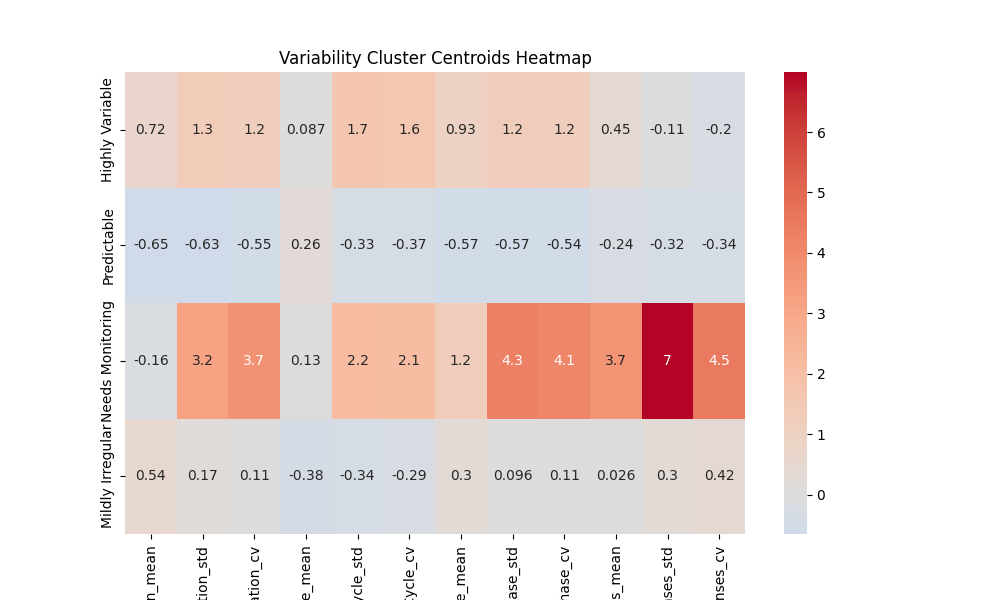 Variability Cluster Centroids Heatmap
Highly Variable
0.72 1.3 1.2 0.087 1.7 1.6 0.93 1.2 1.2 0.45 -0.11 -0.2
Predictable
-0.65 -0.63 -0.55 0.26 -0.33 -0.37 -0.57 -0.57 -0.54 -0.24 -0.32 -0.34
Needs Monitoring
-0.16 3.2 3.7 0.13 2.2 2.1 1.2 4.3 4.1 3.7 7 4.5
Mildly Irregular
0.54 0.17 0.11 -0.38 -0.34 -0.29 0.3 0.096 0.11 0.026 0.3 0.42
n_mean
tion_std
ation_cv
e_mean
ycle_std
ycle_cv
e_mean
ase_std
hase_cv
s_mean
nses_std
nses_cv
6
5
4
3
2
1
0